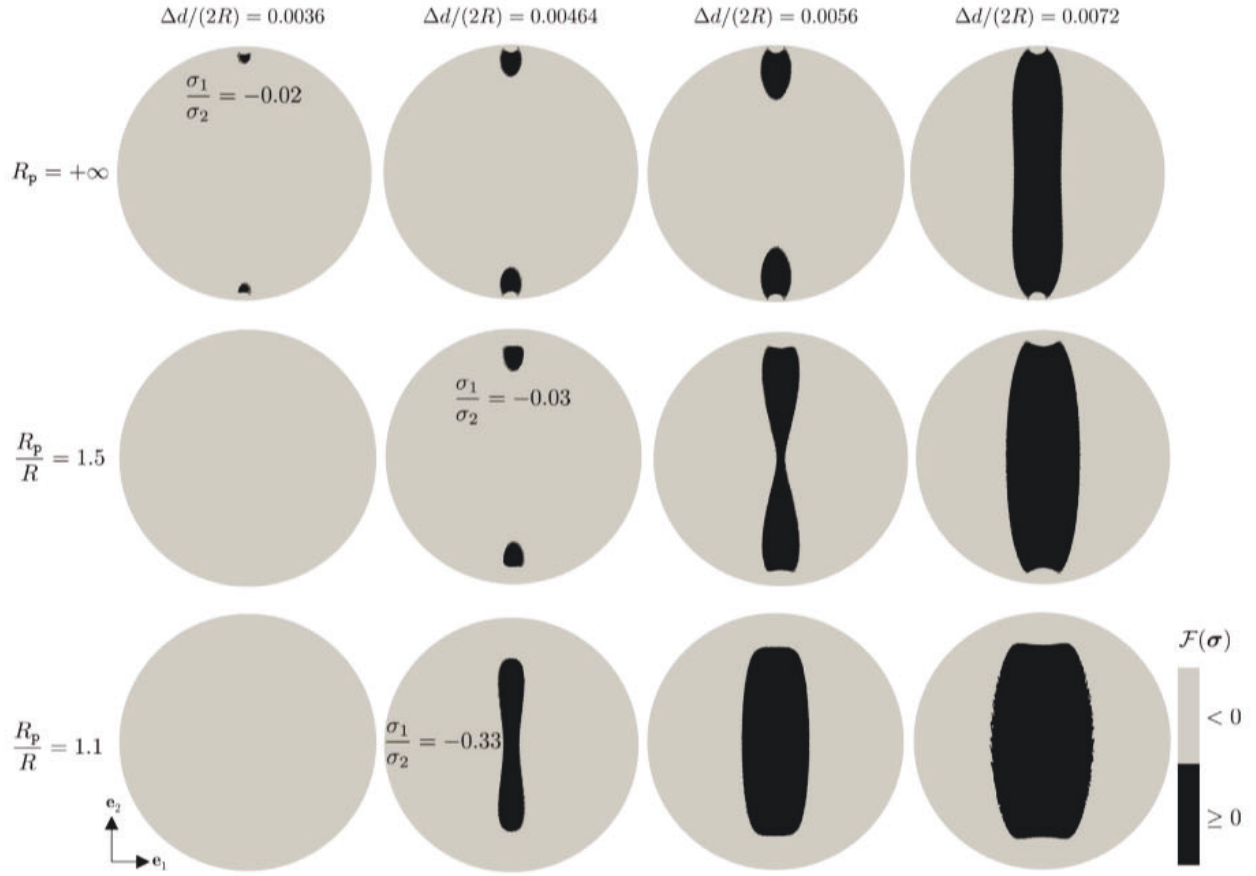 Δd/(2R) = 0.0036 Δd/(2R) = 0.00464 Δd/(2R) = 0.0056 Δd/(2R) = 0.0072
σ₁/σ₂ = −0.02
Rₚ = +∞
σ₁/σ₂ = −0.03
Rₚ/R = 1.5
F(σ)
< 0
σ₁/σ₂ = −0.33
Rₚ/R = 1.1
e₂
≥ 0
e₁